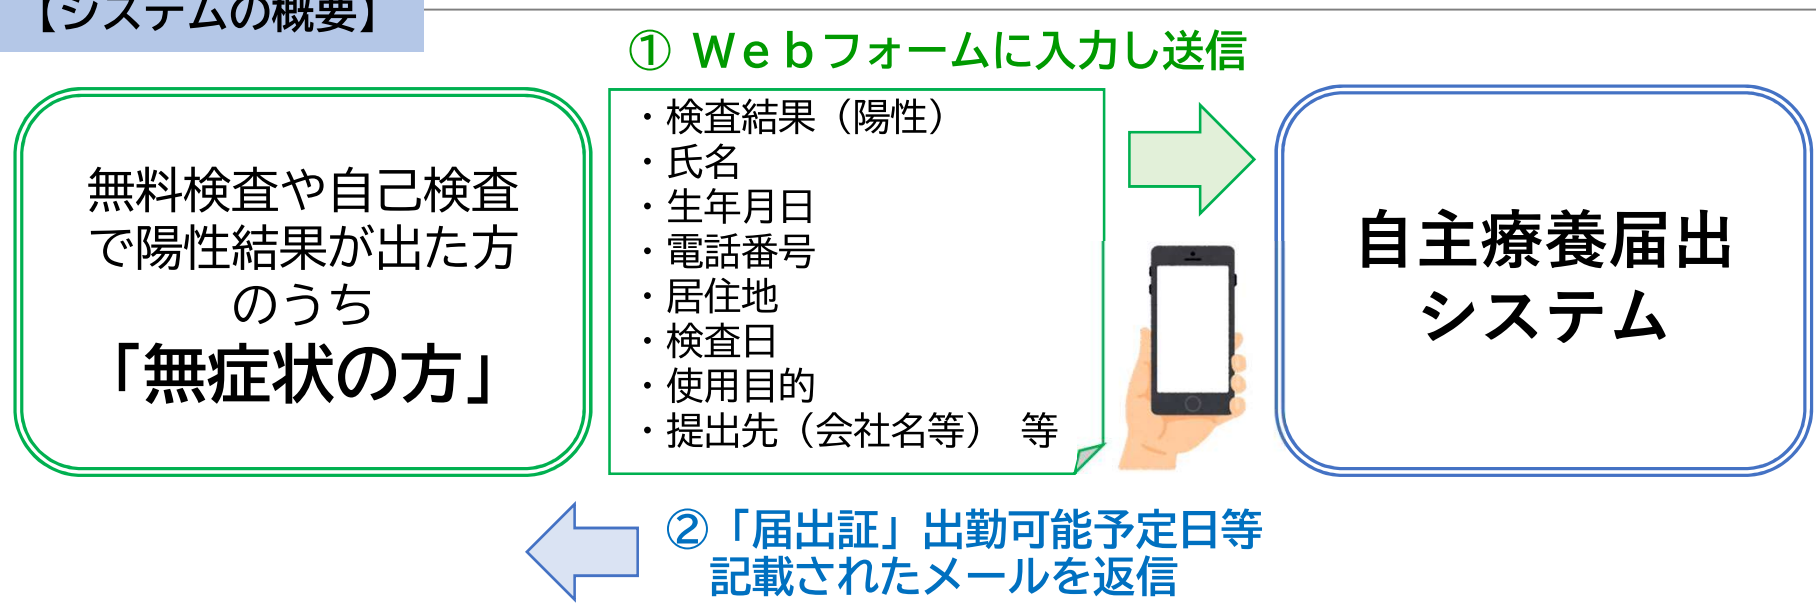 【システムの概要】
① Ｗｅｂフォームに入力し送信
無料検査や自己検査
で陽性結果が出た方
のうち
「無症状の方」
・検査結果（陽性）
・氏名
・生年月日
・電話番号
・居住地
・検査日
・使用目的
・提出先（会社名等）　等
自主療養届出
システム
②「届出証」出勤可能予定日等
記載されたメールを返信